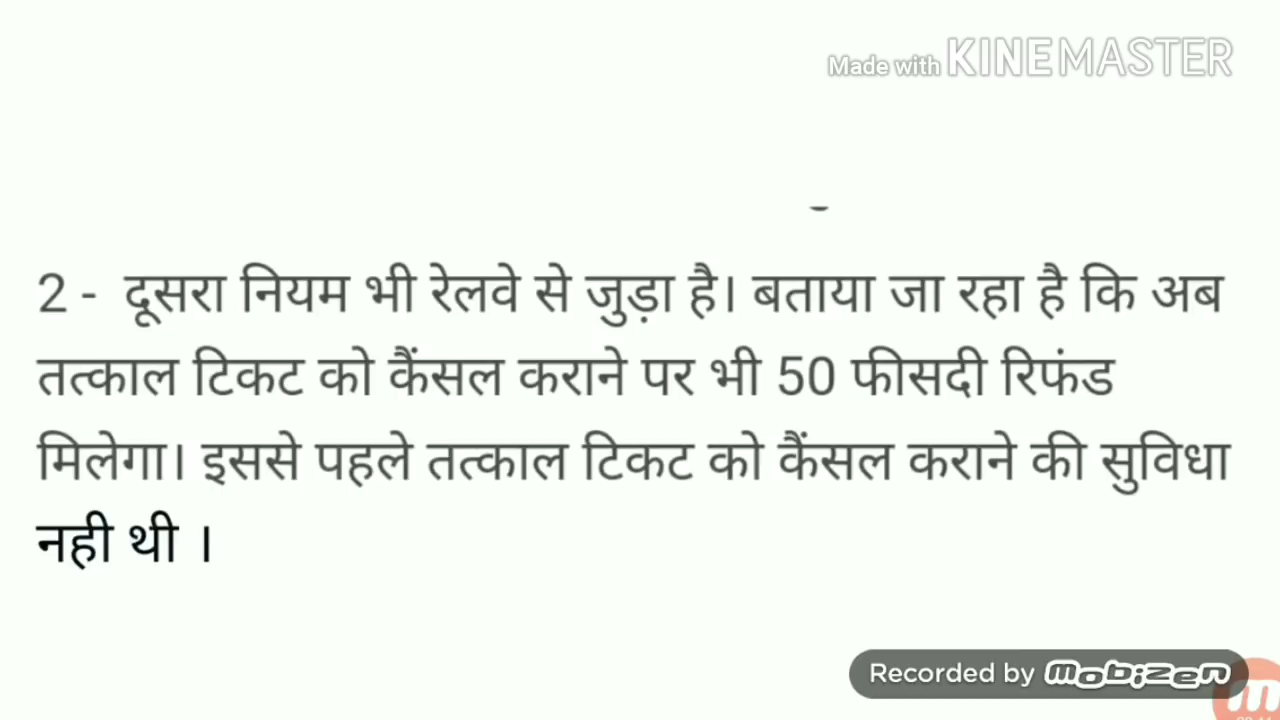 Made with KINEMASTER
2 - दूसरा नियम भी रेलवे से जुड़ा है। बताया जा रहा है कि अब
तत्काल टिकट को कैंसल कराने पर भी 50 फीसदी रिफंड
मिलेगा। इससे पहले तत्काल टिकट को कैंसल कराने की सुविधा
नही थी ।
Recorded by mobizen